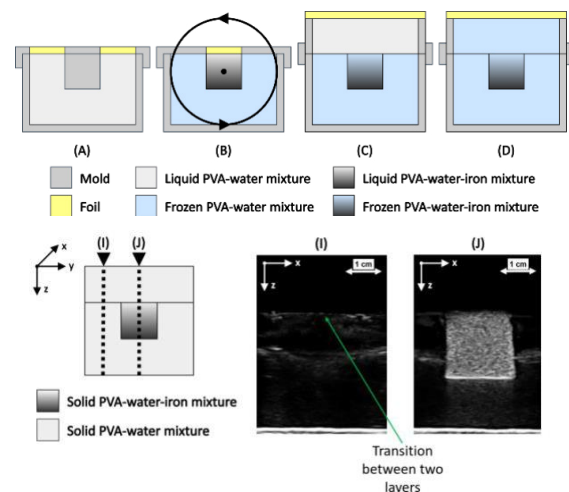 (A) (B) (C) (D)
Mold Liquid PVA-water mixture Liquid PVA-water-iron mixture
Foil Frozen PVA-water mixture Frozen PVA-water-iron mixture
(I) (J)
x
y
z
Solid PVA-water-iron mixture
Solid PVA-water mixture
(I) (J)
x 1 cm x 1 cm
z z
Transition
between two
layers